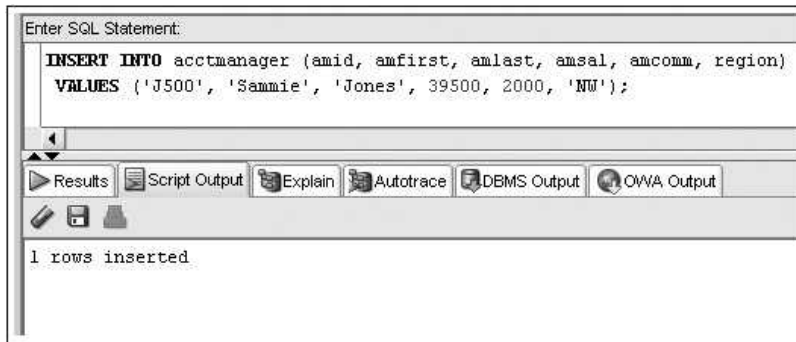 Enter SQL Statement:
INSERT INTO acctmanager (amid, amfirst, amlast, amsal, amcomm, region)
VALUES ('J500', 'Sammie', 'Jones', 39500, 2000, 'NW');
Results Script Output Explain Autotrace DBMS Output OWA Output
1 rows inserted